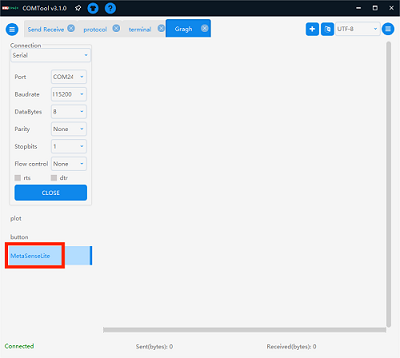 COMTool v3.1.0
Send Receive protocol terminal Gragh UTF-8
Connection
Serial
Port COM24
Baudrate 115200
DataBytes 8
Parity None
Stopbits 1
Flow control None
rts dtr
CLOSE
plot
button
MetaSenseLite
Connected Sent(bytes): 0 Received(bytes): 0